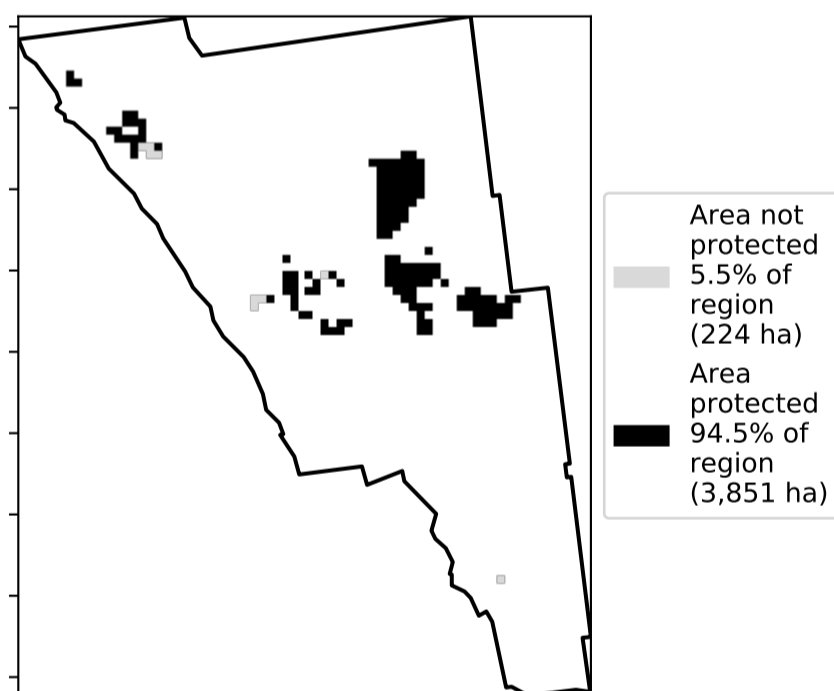 Area not
protected
5.5% of
region
(224 ha)
Area
protected
94.5% of
region
(3,851 ha)